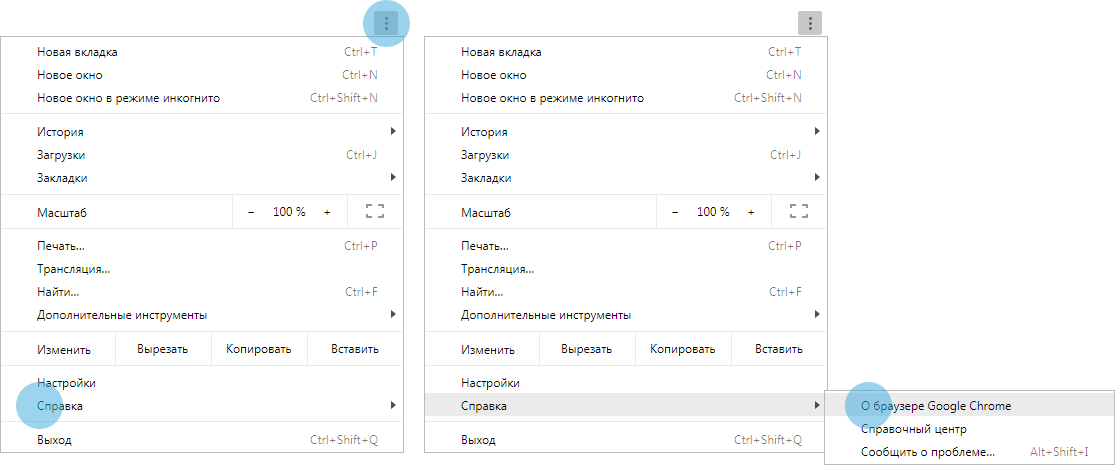 Новая вкладка Ctrl+T
Новое окно Ctrl+N
Новое окно в режиме инкогнито Ctrl+Shift+N
История
Загрузки Ctrl+J
Закладки
Масштаб − 100 % +
Печать... Ctrl+P
Трансляция...
Найти... Ctrl+F
Дополнительные инструменты
Изменить Вырезать Копировать Вставить
Настройки
Справка
Выход Ctrl+Shift+Q
Новая вкладка Ctrl+T
Новое окно Ctrl+N
Новое окно в режиме инкогнито Ctrl+Shift+N
История
Загрузки Ctrl+J
Закладки
Масштаб − 100 % +
Печать... Ctrl+P
Трансляция...
Найти... Ctrl+F
Дополнительные инструменты
Изменить Вырезать Копировать Вставить
Настройки
Справка
Выход Ctrl+Shift+Q
О браузере Google Chrome
Справочный центр
Сообщить о проблеме... Alt+Shift+I